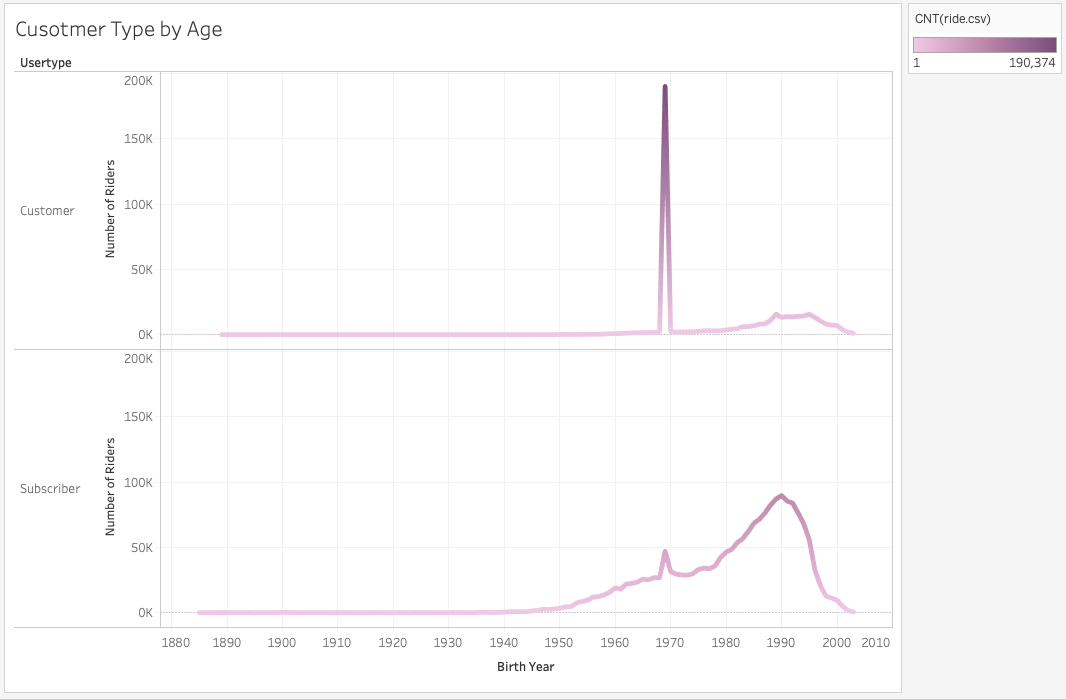 Cusotmer Type by Age
CNT(ride.csv)
1 190,374
Usertype
Customer
Number of Riders
200K
150K
100K
50K
0K
Subscriber
Number of Riders
200K
150K
100K
50K
0K
1880 1890 1900 1910 1920 1930 1940 1950 1960 1970 1980 1990 2000 2010
Birth Year